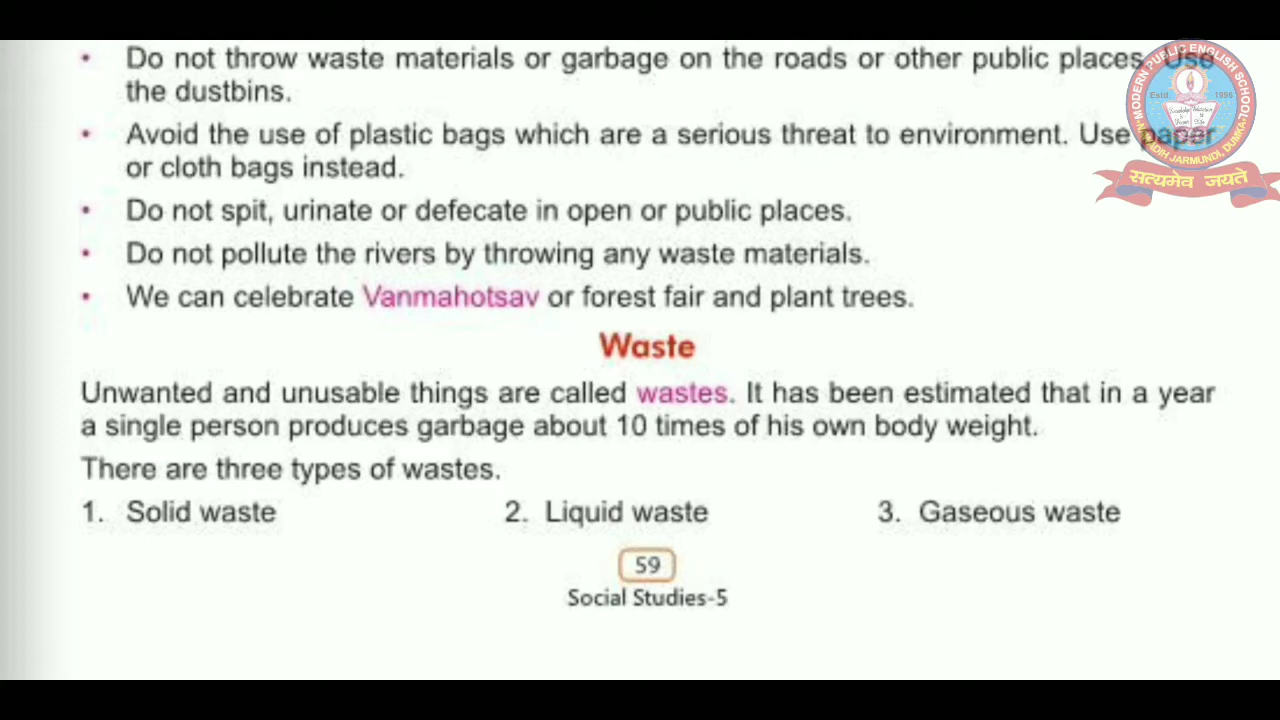 • Do not throw waste materials or garbage on the roads or other public places. Use
the dustbins.
• Avoid the use of plastic bags which are a serious threat to environment. Use paper
or cloth bags instead.
• Do not spit, urinate or defecate in open or public places.
• Do not pollute the rivers by throwing any waste materials.
• We can celebrate Vanmahotsav or forest fair and plant trees.
Waste
Unwanted and unusable things are called wastes. It has been estimated that in a year
a single person produces garbage about 10 times of his own body weight.
There are three types of wastes.
1. Solid waste 2. Liquid waste 3. Gaseous waste
59
Social Studies-5
MODERN PUBLIC ENGLISH SCHOOL
Estd. 1996
JARMUNDI, DUMKA
सत्यमेव जयते